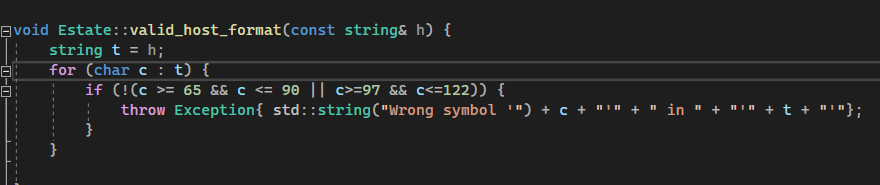 void Estate::valid_host_format(const string& h) {
string t = h;
for (char c : t) {
if (!(c >= 65 && c <= 90 || c>=97 && c<=122)) {
throw Exception{ std::string("Wrong symbol '") + c + "'" + " in " + "'" + t + "'"};
}
}